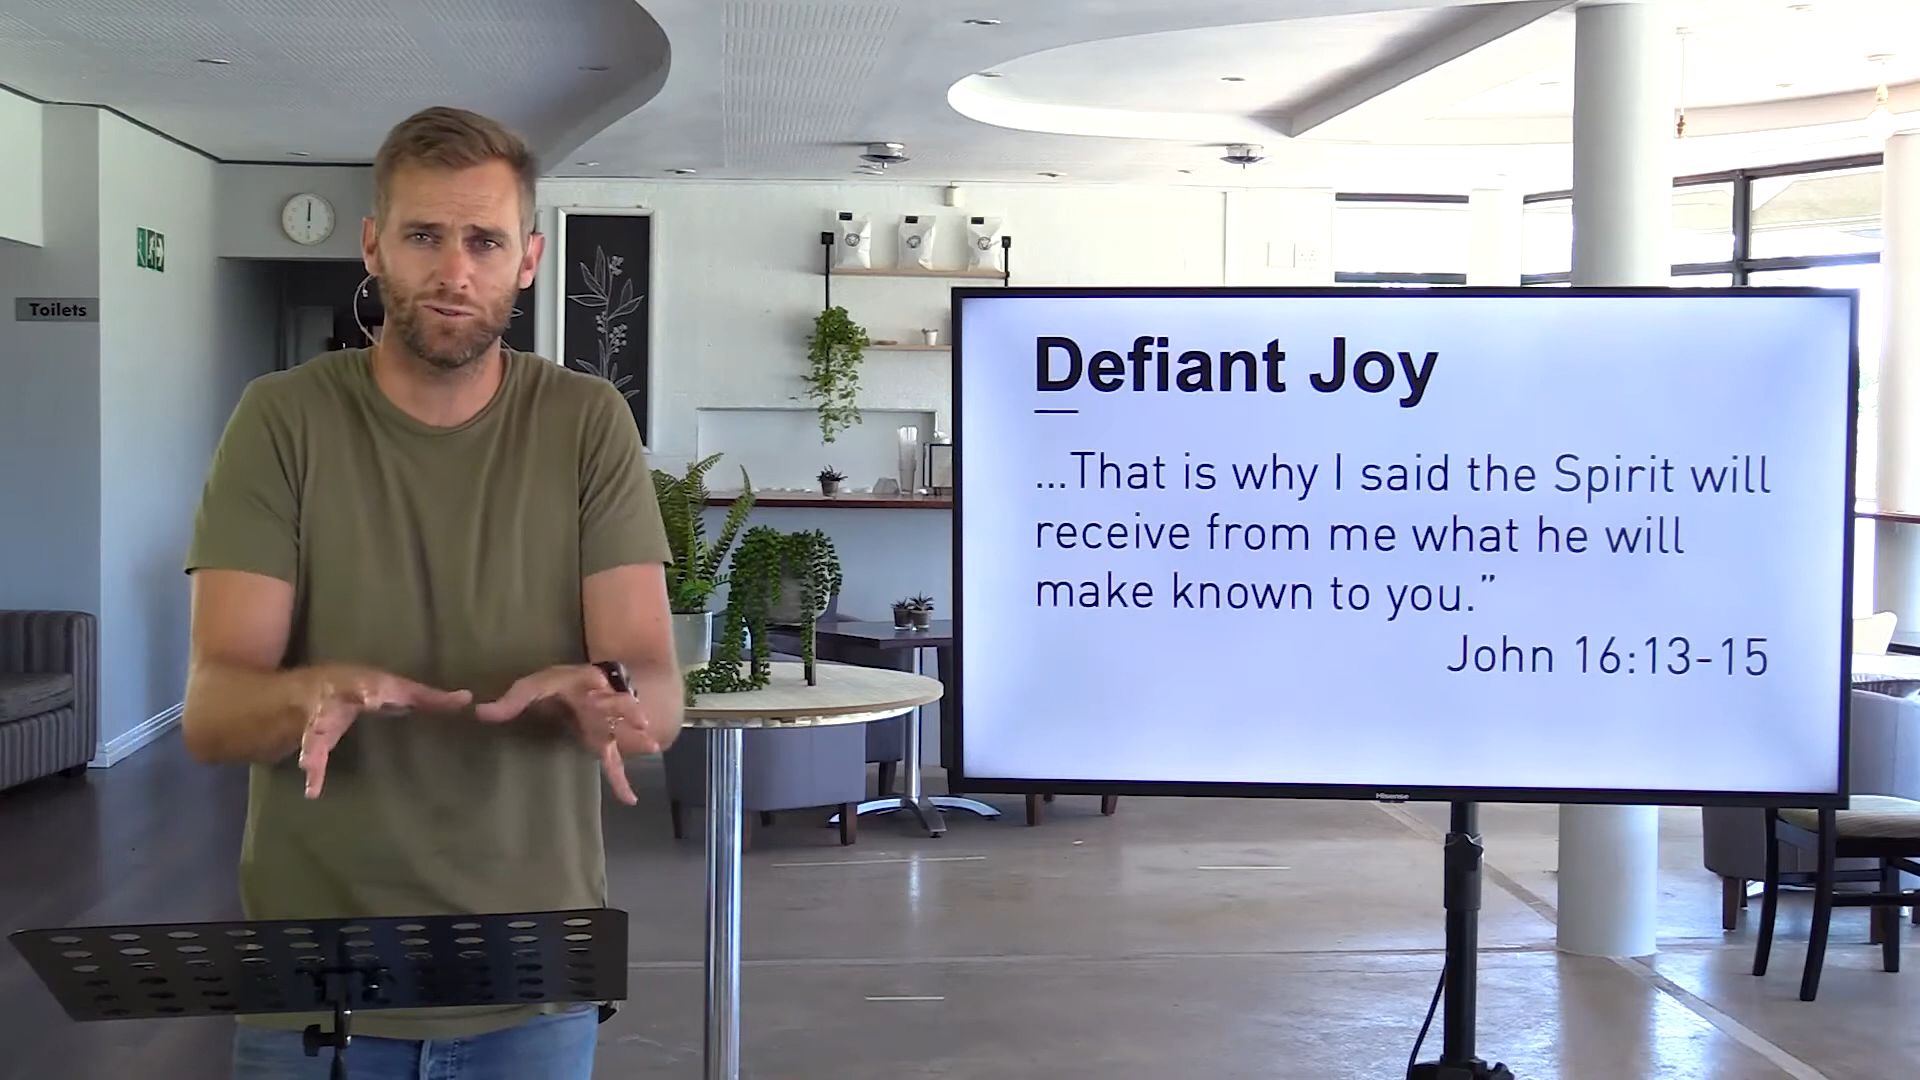 Toilets
Defiant Joy
...That is why I said the Spirit will
receive from me what he will
make known to you.”
John 16:13-15
Hisense